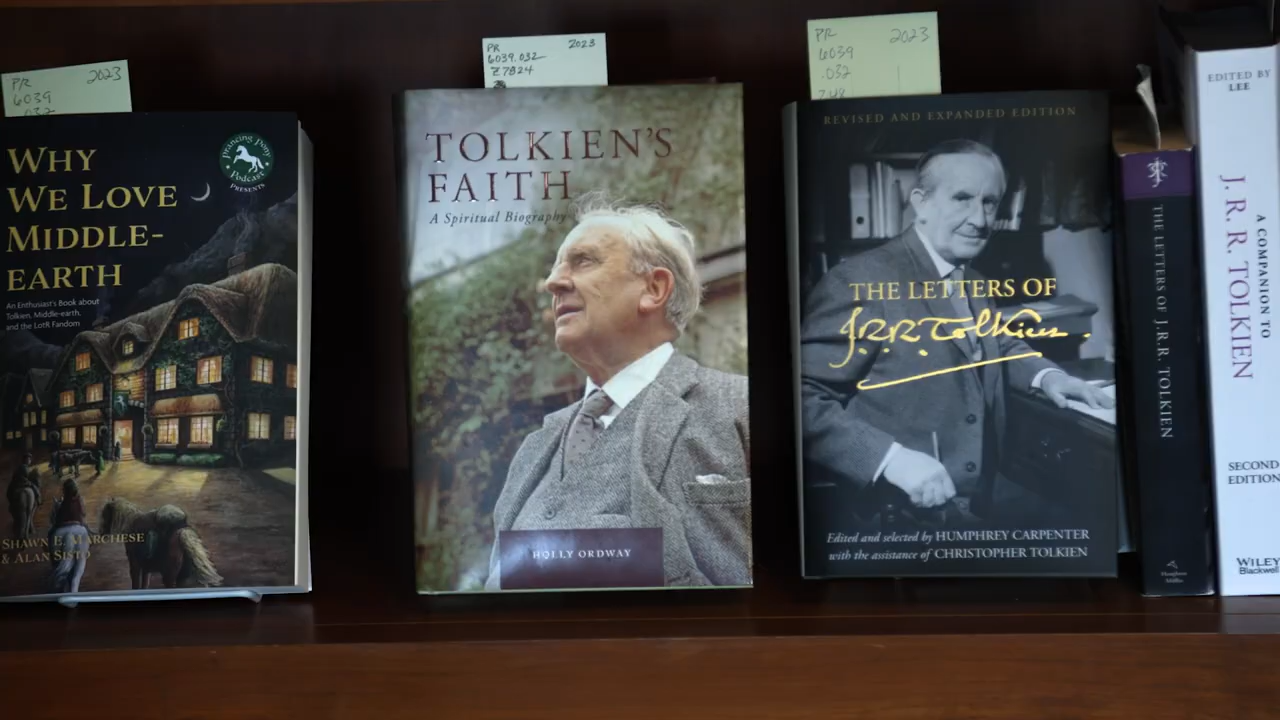 PR 2023
6039
032
WHY
WE LOVE
MIDDLE-
EARTH
Prancing Pony
Podcast
PRESENTS
An Enthusiast's Book about
Tolkien, Middle-earth,
and the LotR Fandom
SHAWN E. MARCHESE
& ALAN SISTO
PR 2023
6039.032
Z7824
TOLKIEN'S
FAITH
A Spiritual Biography
HOLLY ORDWAY
PR 2023
6039
.032
REVISED AND EXPANDED EDITION
THE LETTERS OF
J.R.R. Tolkien.
Edited and selected by HUMPHREY CARPENTER
with the assistance of CHRISTOPHER TOLKIEN
THE LETTERS OF J.R.R. TOLKIEN
Houghton
Mifflin
EDITED BY
LEE
A COMPANION TO
J. R. R. TOLKIEN
SECOND
EDITION
WILEY
Blackwell